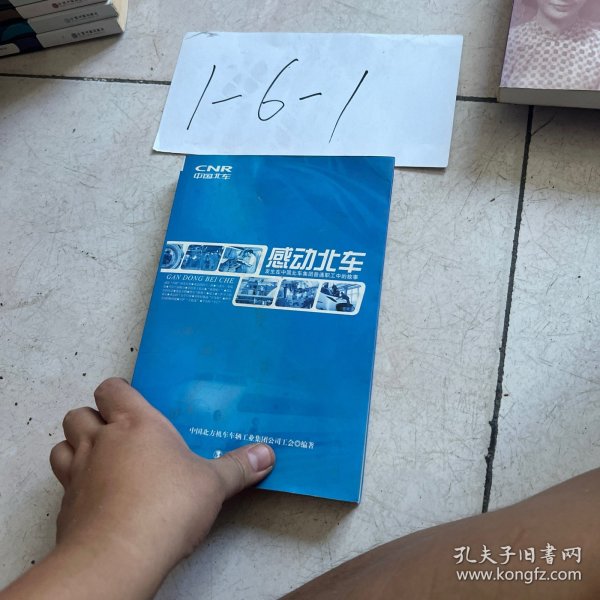 1-6-1
CNR
中国北车
感动北车
发生在中国北车集团普通职工中的故事
GAN DONG BEI CHE
中国北方机车车辆工业集团公司工会◎编著
孔夫子旧书网
www.kongfz.com